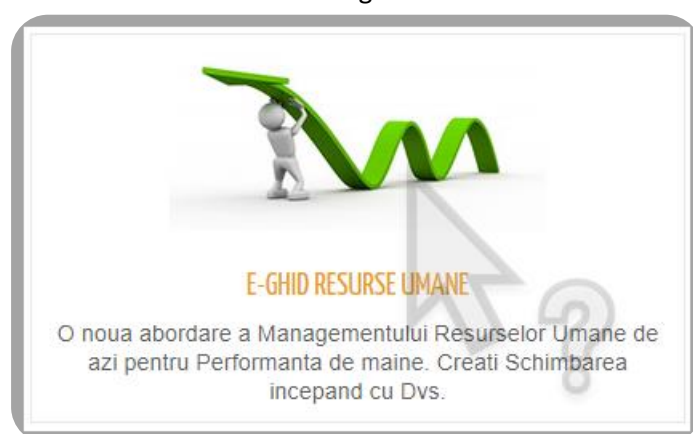 E-GHID RESURSE UMANE
O noua abordare a Managementului Resurselor Umane de
azi pentru Performanta de maine. Creati Schimbarea
incepand cu Dvs.